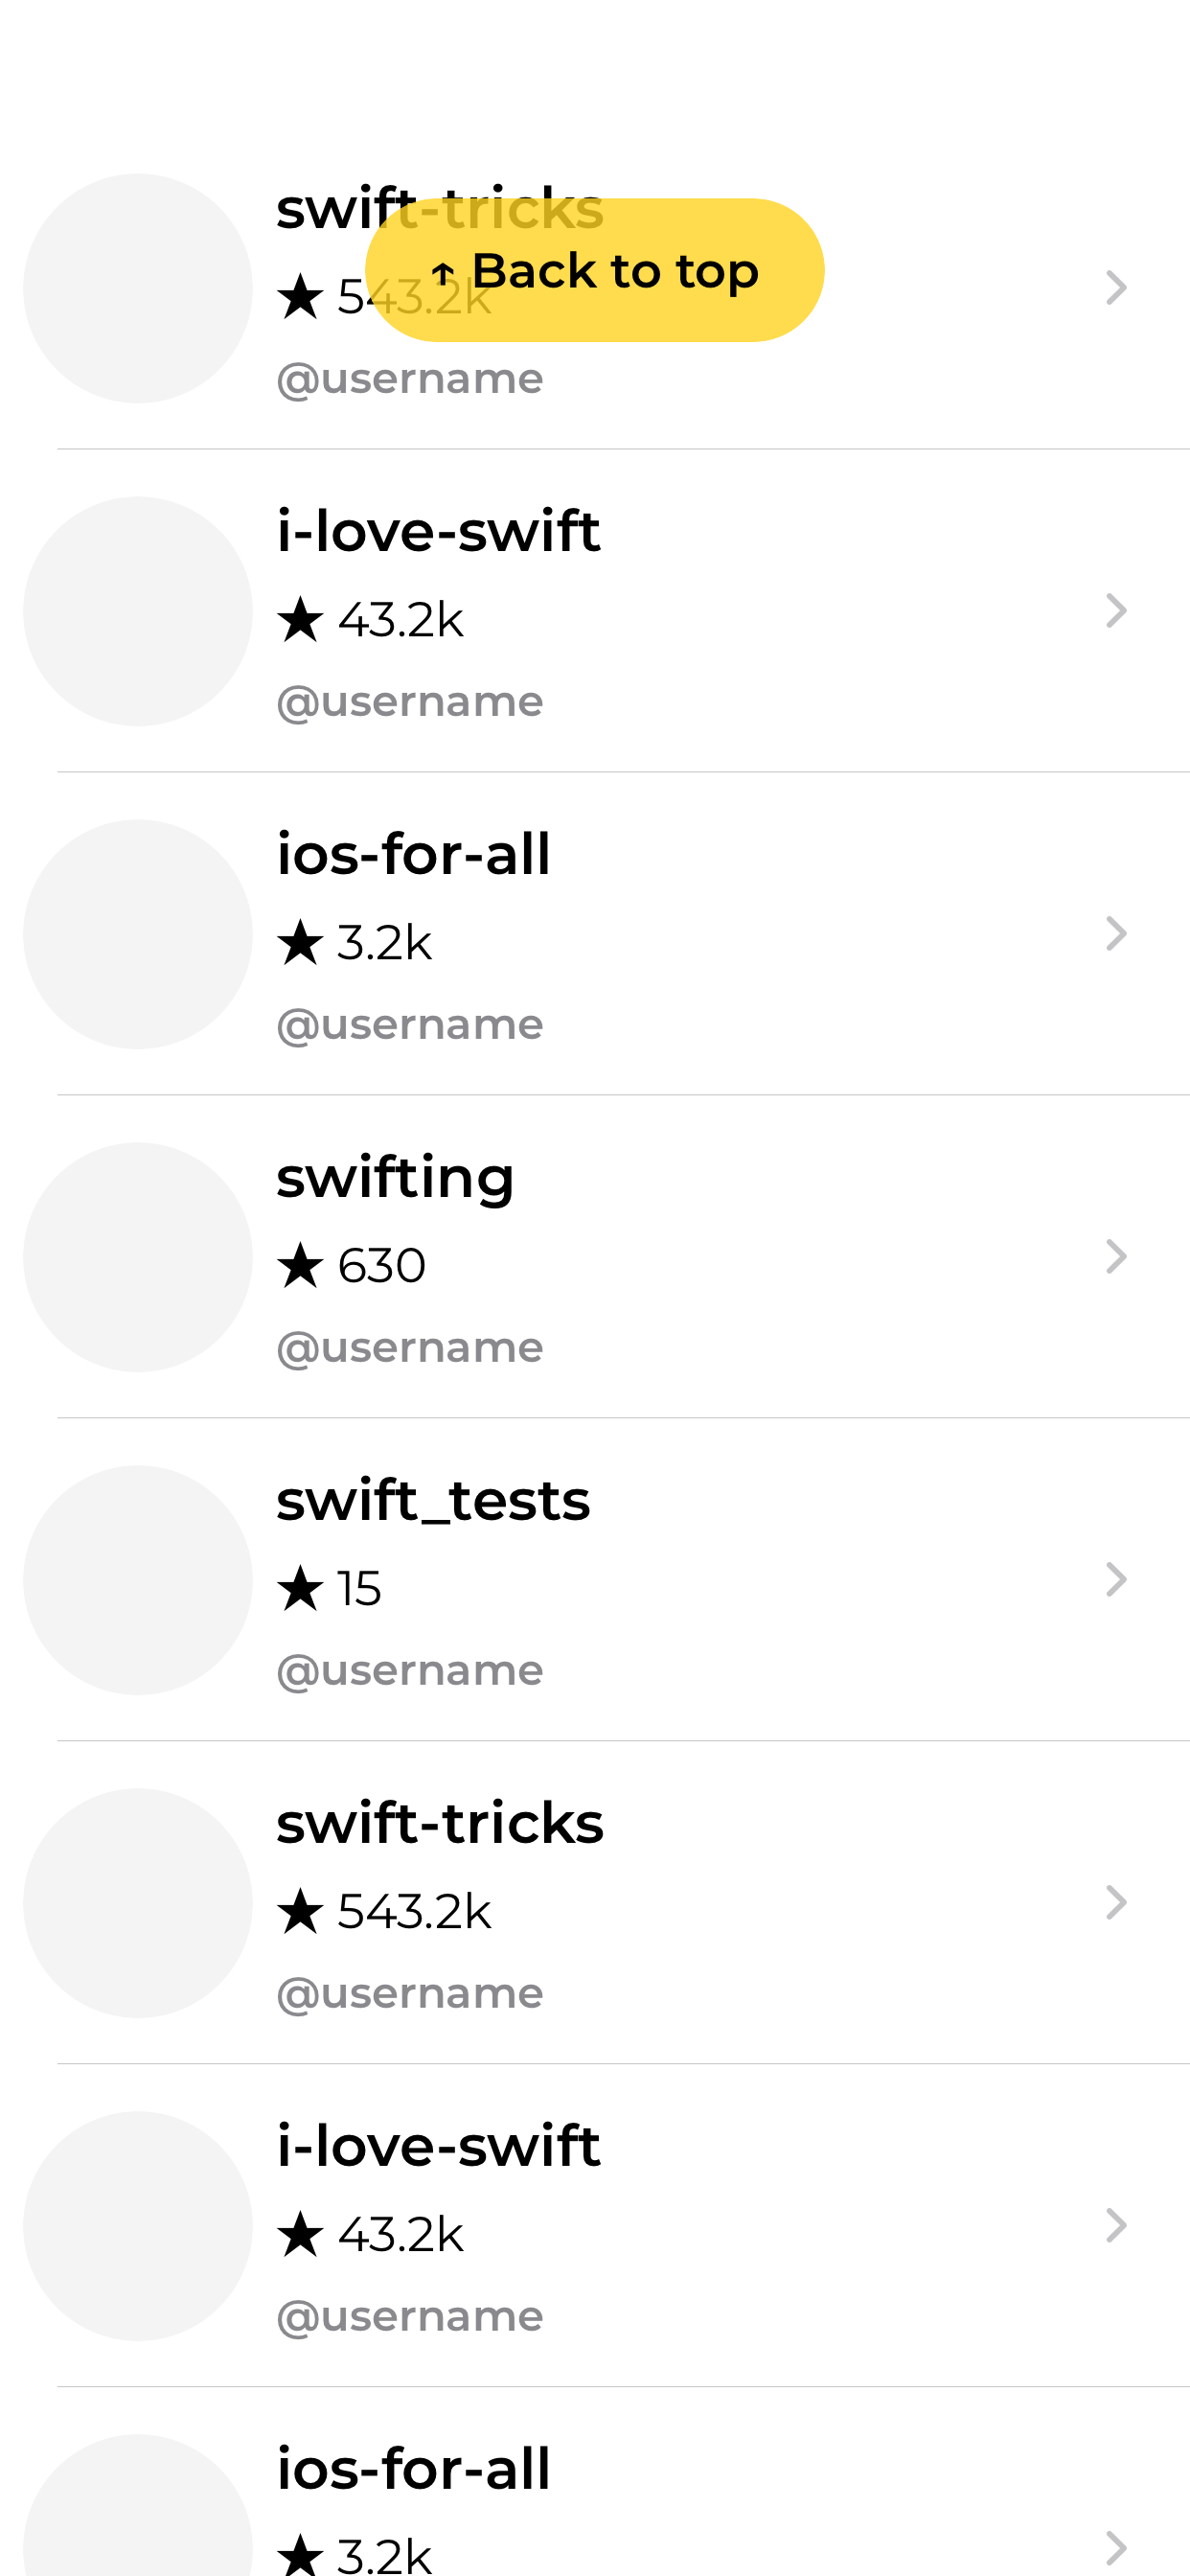 swift-tricks
↑ Back to top
★ 543.2k
@username
i-love-swift
★ 43.2k
@username
ios-for-all
★ 3.2k
@username
swifting
★ 630
@username
swift_tests
★ 15
@username
swift-tricks
★ 543.2k
@username
i-love-swift
★ 43.2k
@username
ios-for-all
★ 3.2k